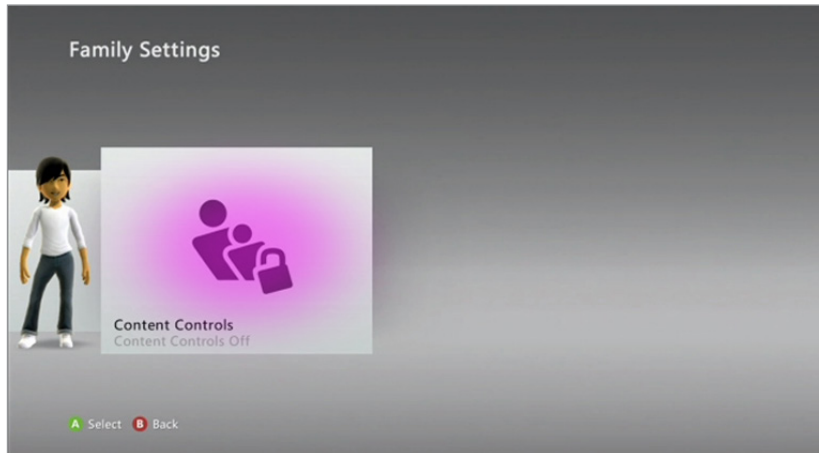 Family Settings
Content Controls
Content Controls Off
A Select B Back